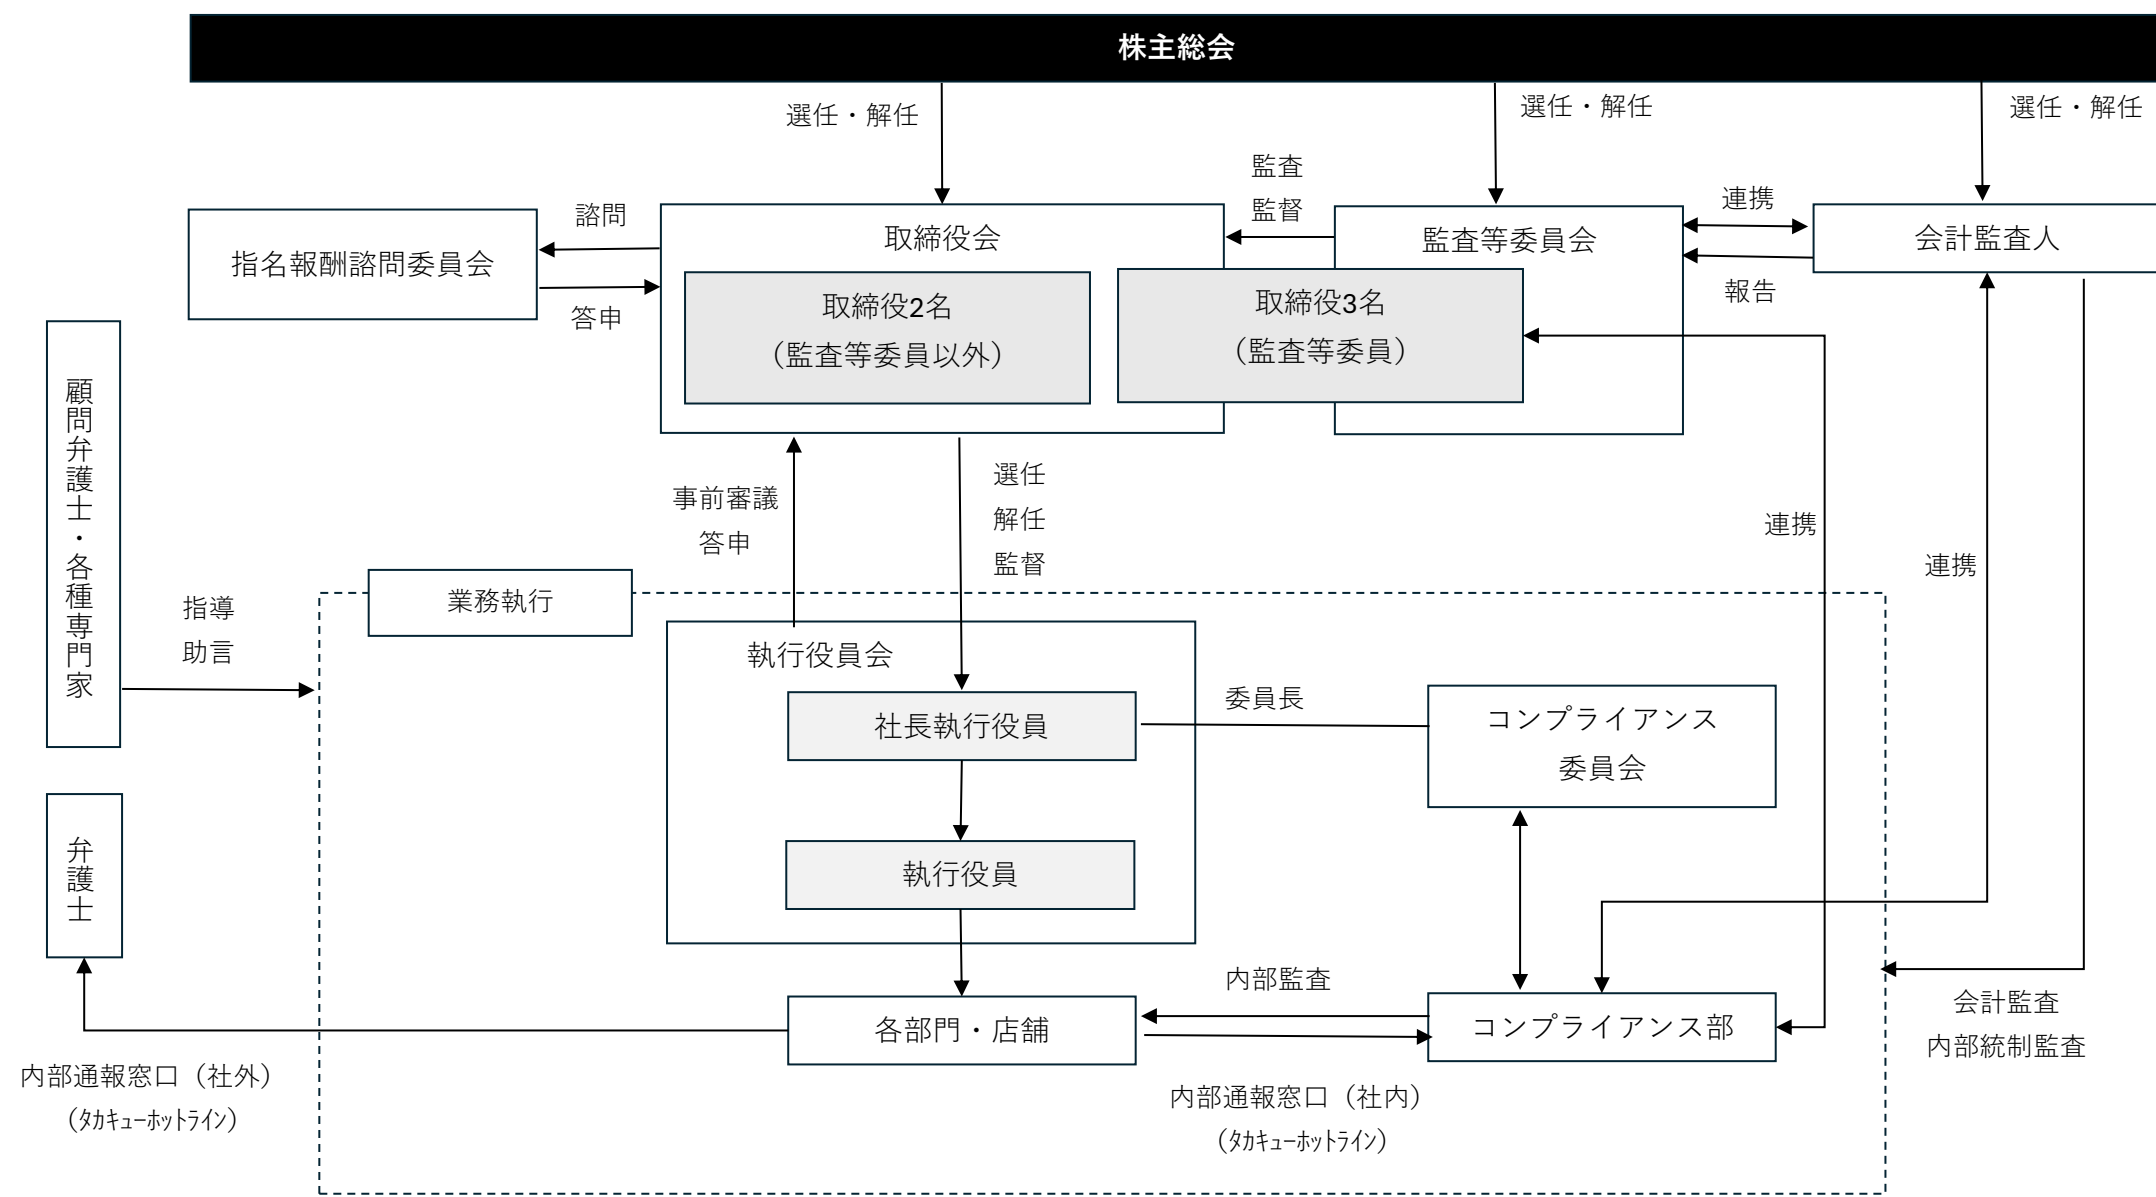 株主総会
選任・解任
選任・解任
選任・解任
監査
監督
連携
諮問
取締役会
監査等委員会
会計監査人
指名報酬諮問委員会
報告
答申
取締役2名
（監査等委員以外）
取締役3名
（監査等委員）
顧問弁護士・各種専門家
事前審議
答申
選任
解任
監督
連携
連携
指導
助言
業務執行
執行役員会
社長執行役員
委員長
コンプライアンス
委員会
執行役員
弁護士
内部監査
各部門・店舗
コンプライアンス部
会計監査
内部統制監査
内部通報窓口（社外）
（ﾀｶｷｭｰﾎｯﾄﾗｲﾝ）
内部通報窓口（社内）
（ﾀｶｷｭｰﾎｯﾄﾗｲﾝ）